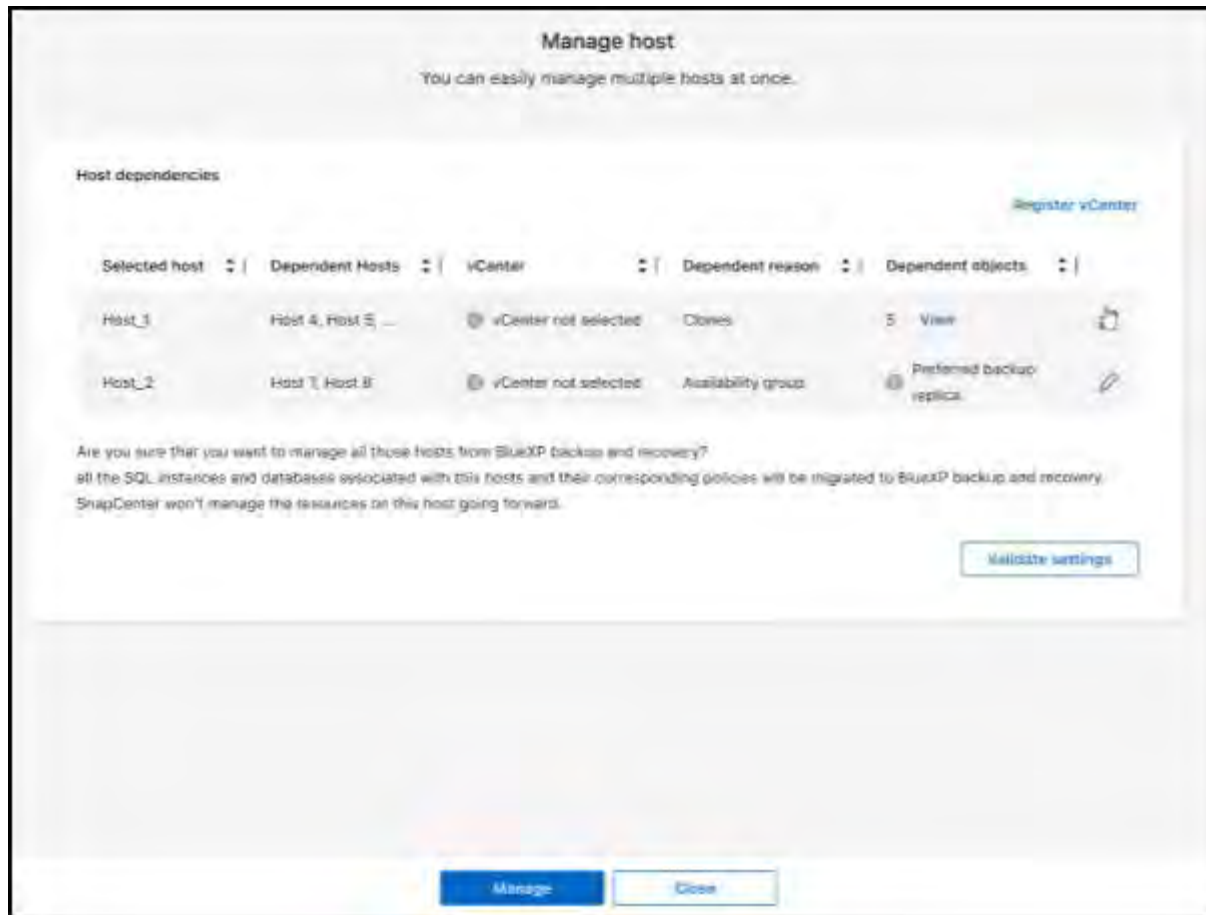 Manage host
You can easily manage multiple hosts at once.
Host dependencies
Register vCenter
Selected host Dependent Hosts vCenter Dependent reason Dependent objects
Host_1 Host 4, Host 5, ... vCenter not selected Clones 5 View
Host_2 Host 7, Host 8 vCenter not selected Availability group Preferred backup
replica.
Are you sure that you want to manage all those hosts from BlueXP backup and recovery?
all the SQL instances and databases associated with this hosts and their corresponding policies will be migrated to BlueXP backup and recovery.
SnapCenter won't manage the resources on this host going forward.
Validate settings
Manage Close